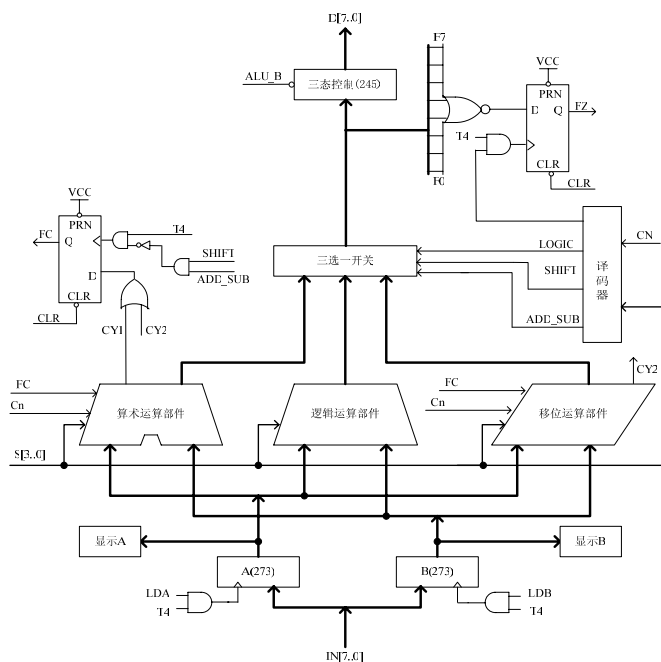 D[7..0]
ALU_B
三态控制(245)
F7
F0
VCC
PRN
D
Q
FZ
T4
CLR
CLR
VCC
FC
PRN
Q
D
CLR
CLR
T4
SHIFT
ADD_SUB
CY1
CY2
三选一开关
LOGIC
SHIFT
ADD_SUB
译码器
CN
FC
Cn
算术运算部件
逻辑运算部件
FC
Cn
移位运算部件
CY2
S[3..0]
显示A
显示B
A(273)
B(273)
LDA
T4
LDB
T4
IN[7..0]